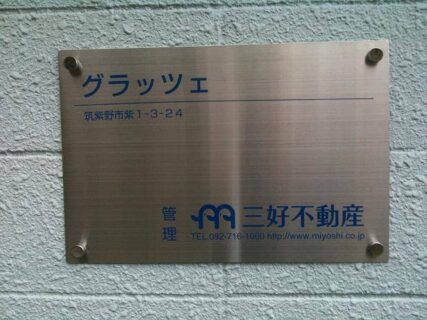 グラッツェ
筑紫野市紫1-3-24
管理 三好不動産
TEL.092-716-1000 http://www.miyoshi.co.jp